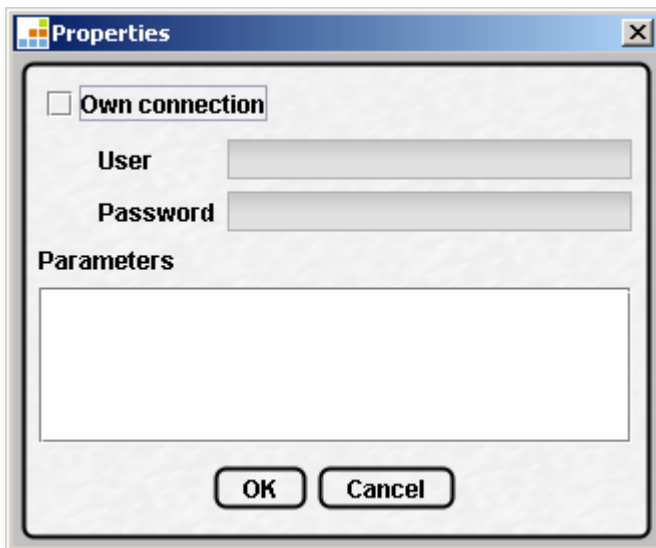 Properties
Own connection
User
Password
Parameters
OK Cancel